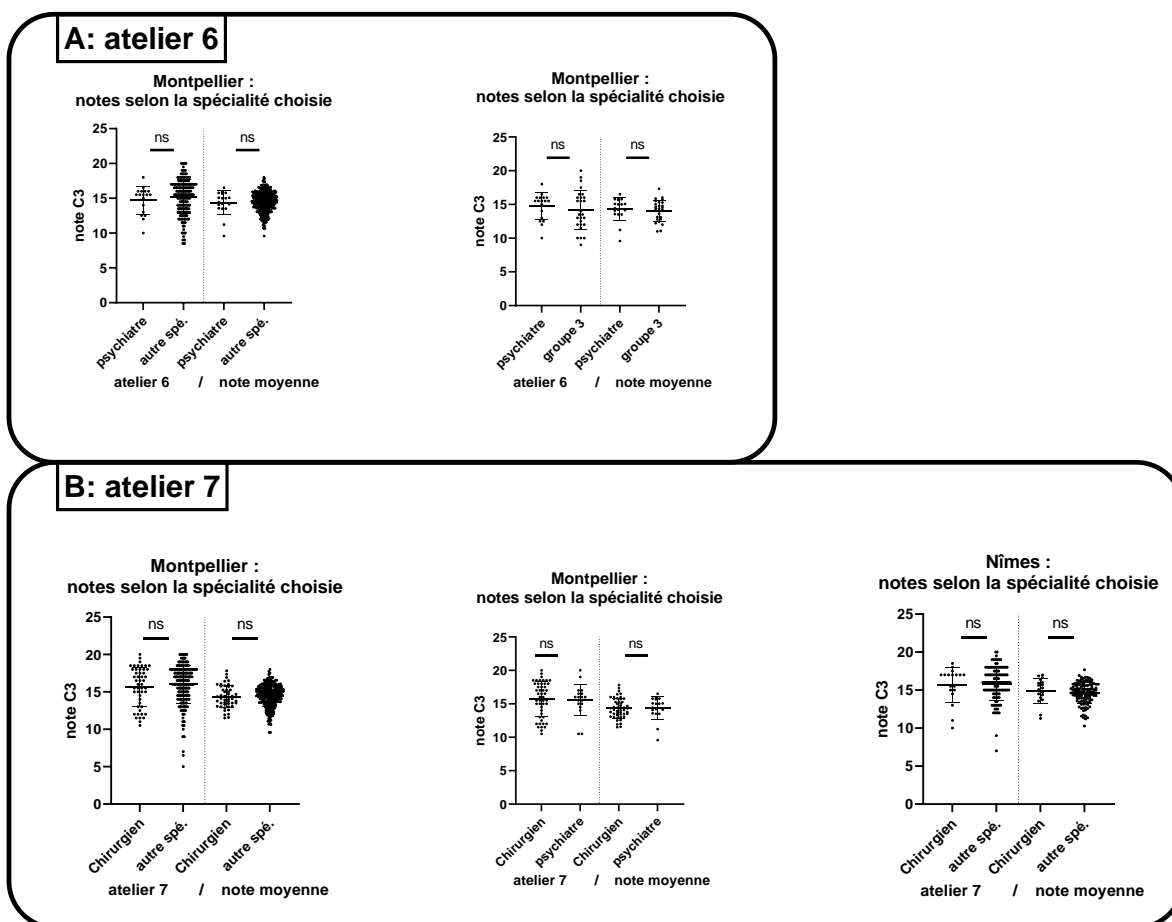 A: atelier 6
Montpellier :
notes selon la spécialité choisie
25
20
15
10
5
0
note C3
ns
ns
psychiatre
autre spé.
psychiatre
autre spé.
atelier 6 / note moyenne
Montpellier :
notes selon la spécialité choisie
25
20
15
10
5
0
note C3
ns
ns
psychiatre
groupe 3
psychiatre
groupe 3
atelier 6 / note moyenne
B: atelier 7
Montpellier :
notes selon la spécialité choisie
25
20
15
10
5
0
note C3
ns
ns
Chirurgien
autre spé.
Chirurgien
autre spé.
atelier 7 / note moyenne
Montpellier :
notes selon la spécialité choisie
25
20
15
10
5
0
note C3
ns
ns
Chirurgien
psychiatre
Chirurgien
psychiatre
atelier 7 / note moyenne
Nîmes :
notes selon la spécialité choisie
25
20
15
10
5
0
note C3
ns
ns
Chirurgien
autre spé.
Chirurgien
autre spé.
atelier 7 / note moyenne